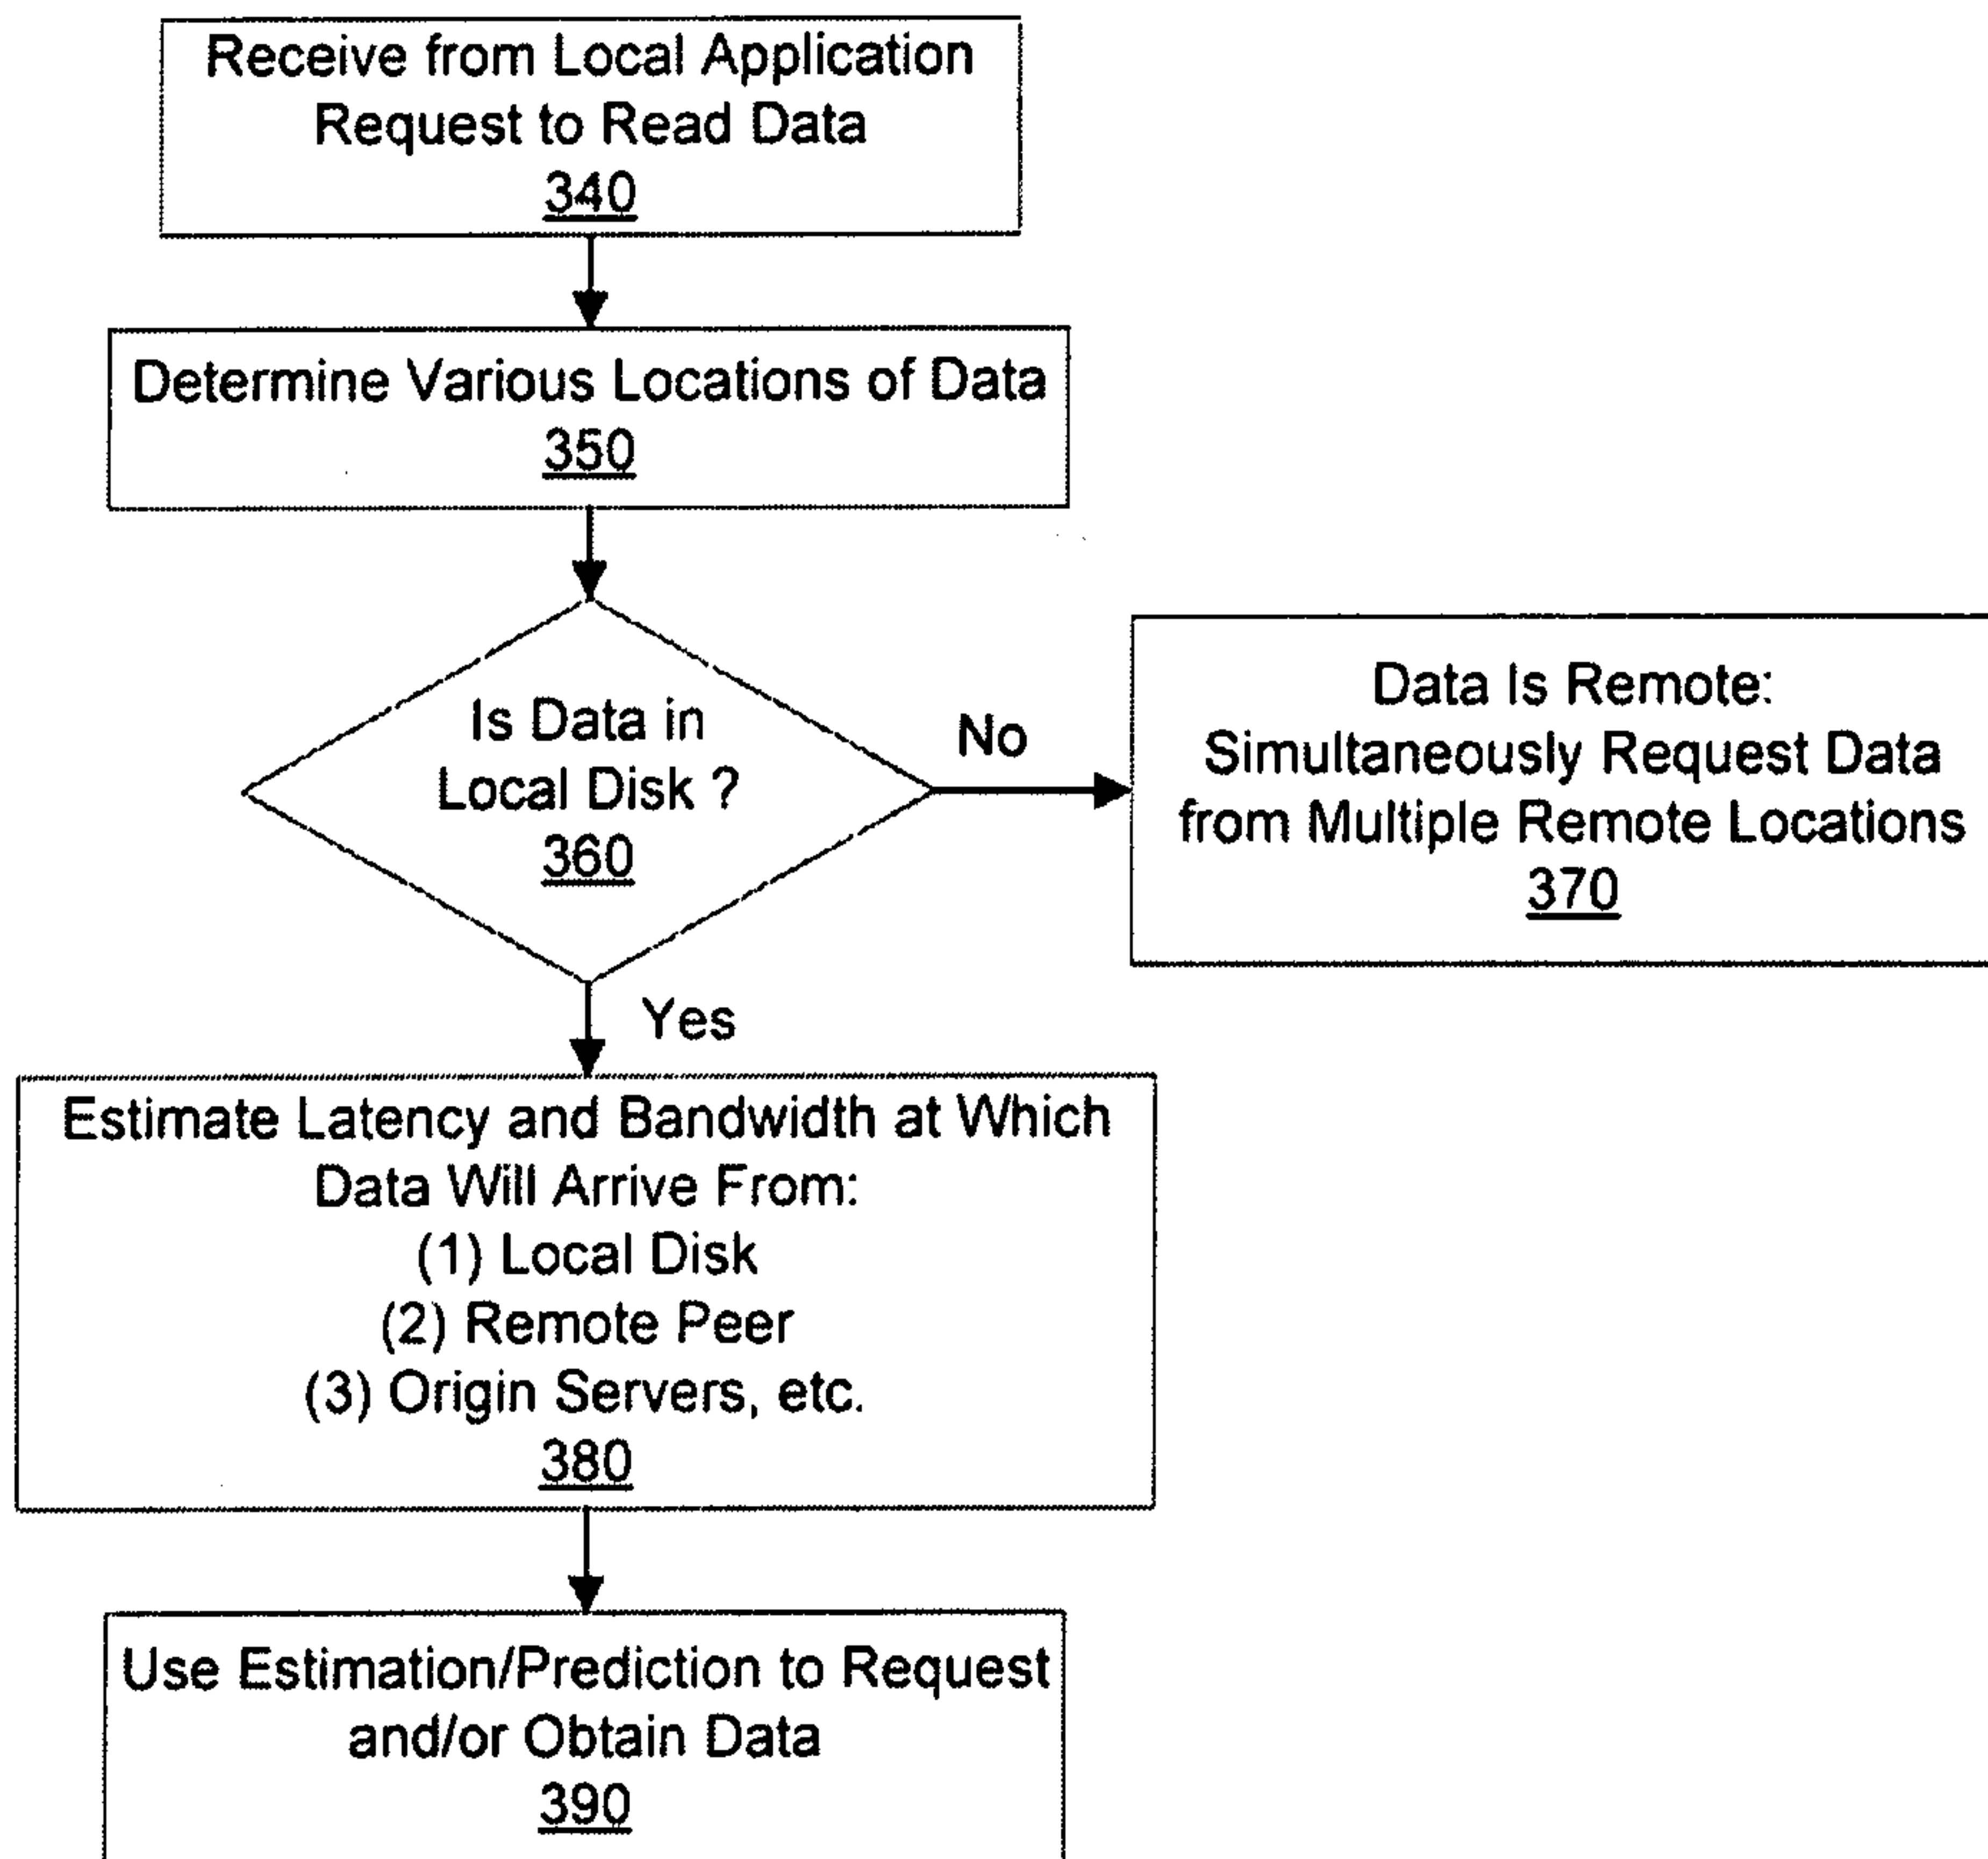 Receive from Local Application
Request to Read Data
340
Determine Various Locations of Data
350
Is Data in
Local Disk ?
360
No
Data Is Remote:
Simultaneously Request Data
from Multiple Remote Locations
370
Yes
Estimate Latency and Bandwidth at Which
Data Will Arrive From:
(1) Local Disk
(2) Remote Peer
(3) Origin Servers, etc.
380
Use Estimation/Prediction to Request
and/or Obtain Data
390